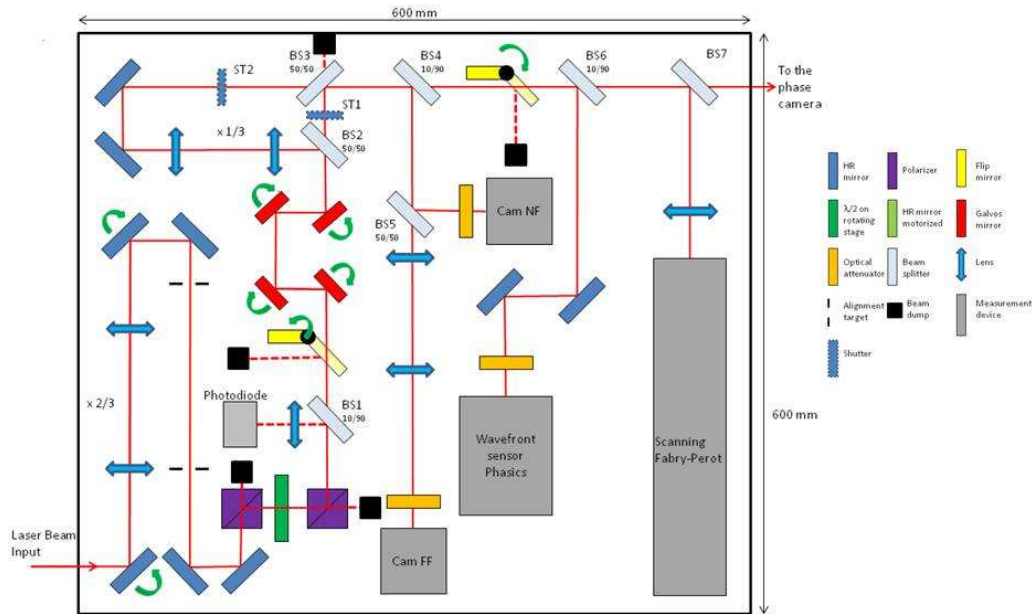 600 mm
BS3
50/50
ST2
BS4
10/90
BS6
10/90
BS7
To the
phase
camera
ST1
x 1/3
BS2
50/50
Cam NF
BS5
50/50
HR
mirror
Polarizer
Flip
mirror
λ/2 on
rotating
stage
HR mirror
motorized
Galvos
mirror
Optical
attenuator
Beam
splitter
Lens
Alignment
target
Beam
dump
Measurement
device
Shutter
x 2/3
Photodiode
BS1
10/90
Wavefront
sensor
Phasics
Scanning
Fabry-Perot
600 mm
Laser Beam
Input
Cam FF